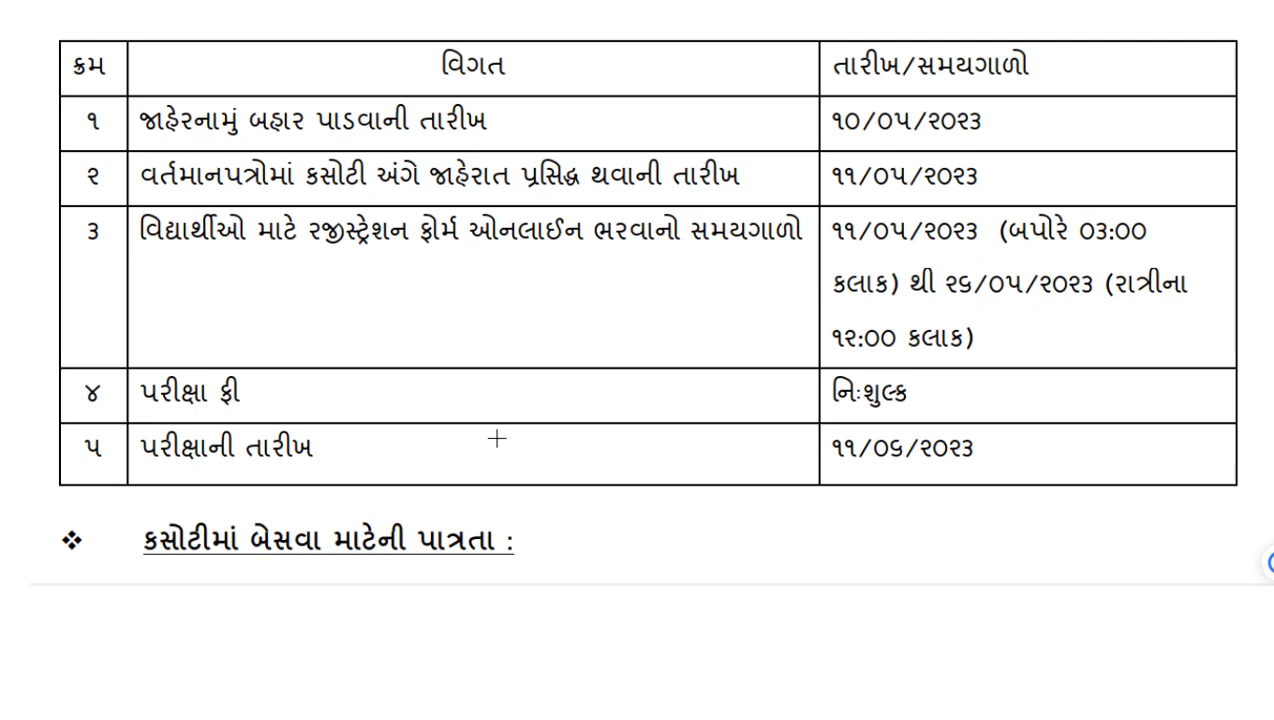 ક્રમ વિગત તારીખ/સમયગાળો
૧ જાહેરનામું બહાર પાડવાની તારીખ ૧૦/૦૫/૨૦૨૩
૨ વર્તમાનપત્રોમાં કસોટી અંગે જાહેરાત પ્રસિદ્ધ થવાની તારીખ ૧૧/૦૫/૨૦૨૩
૩ વિદ્યાર્થીઓ માટે રજીસ્ટ્રેશન ફોર્મ ઓનલાઈન ભરવાનો સમયગાળો ૧૧/૦૫/૨૦૨૩ (બપોરે ૦૩:૦૦
કલાક) થી ૨૬/૦૫/૨૦૨૩ (રાત્રીના
૧૨:૦૦ કલાક)
૪ પરીક્ષા ફી નિઃશુલ્ક
૫ પરીક્ષાની તારીખ ૧૧/૦૬/૨૦૨૩
❖ કસોટીમાં બેસવા માટેની પાત્રતા :